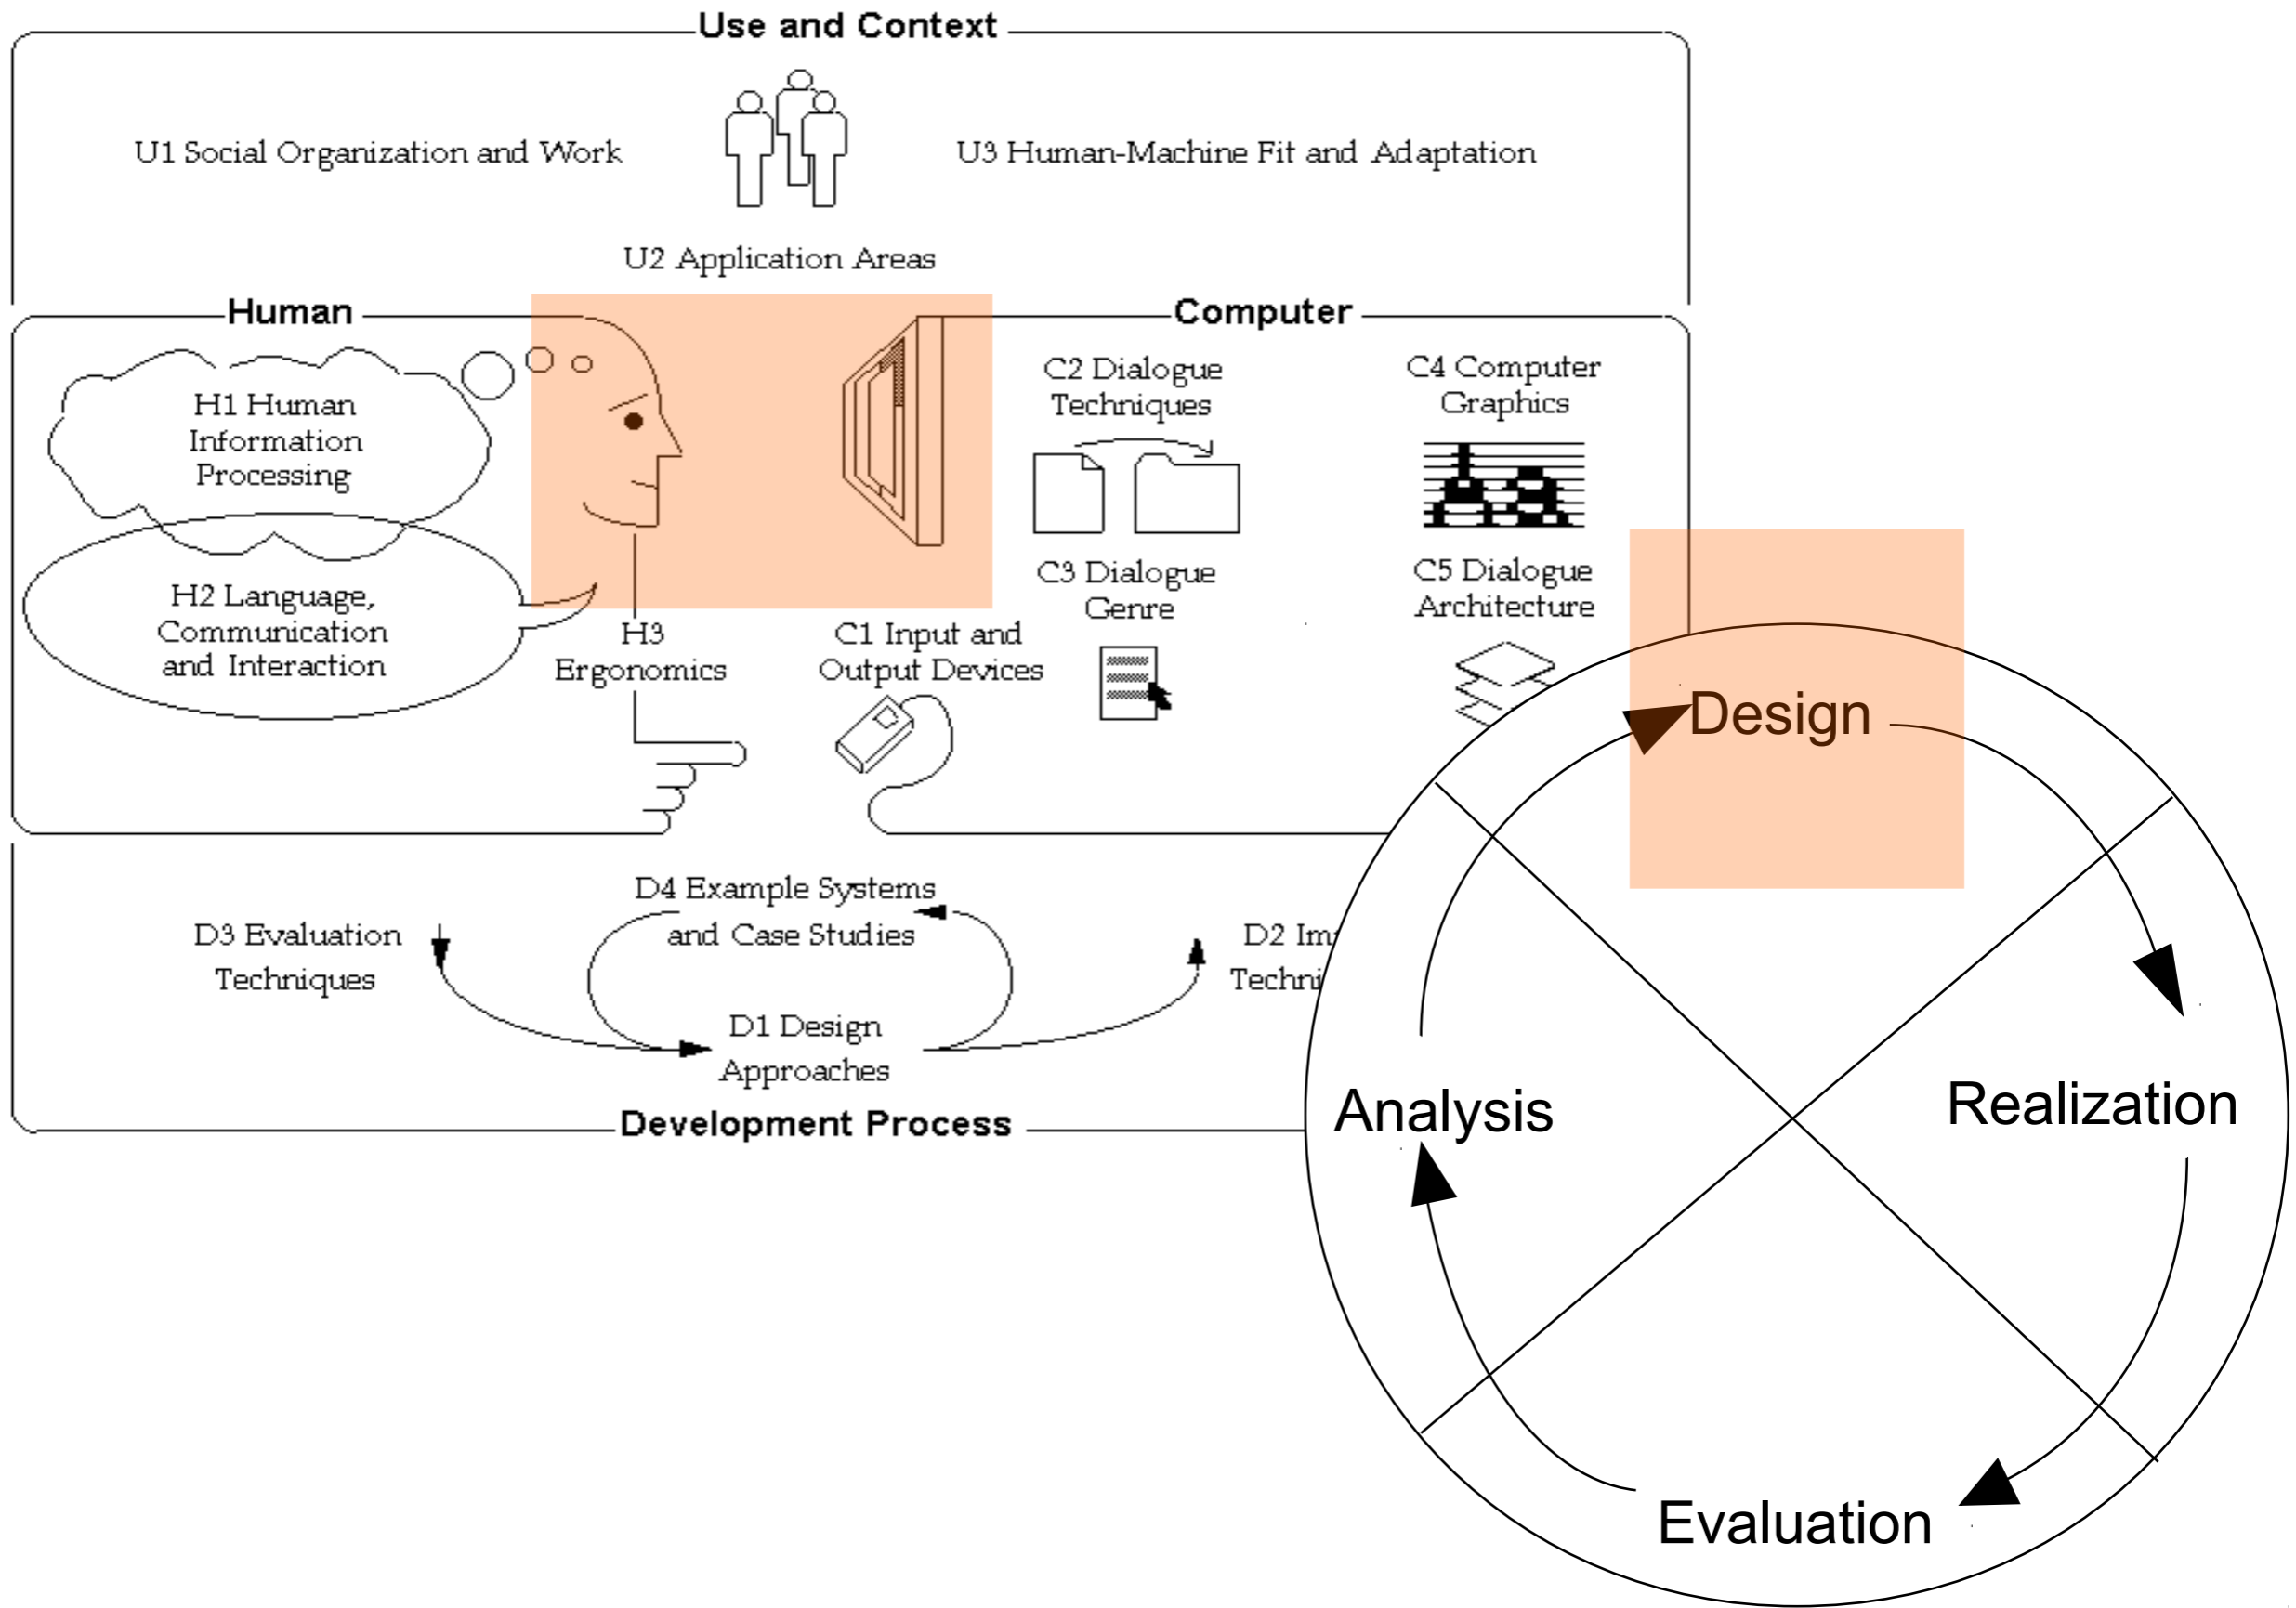 Use and Context
U1 Social Organization and Work
U3 Human-Machine Fit and Adaptation
U2 Application Areas
Human
H1 Human
Information
Processing
H2 Language,
Communication
and Interaction
H3
Ergonomics
Computer
C1 Input and
Output Devices
C2 Dialogue
Techniques
C3 Dialogue
Genre
C4 Computer
Graphics
C5 Dialogue
Architecture
D3 Evaluation
Techniques
D4 Example Systems
and Case Studies
D1 Design
Approaches
D2
Development Process
Design
Realization
Evaluation
Analysis